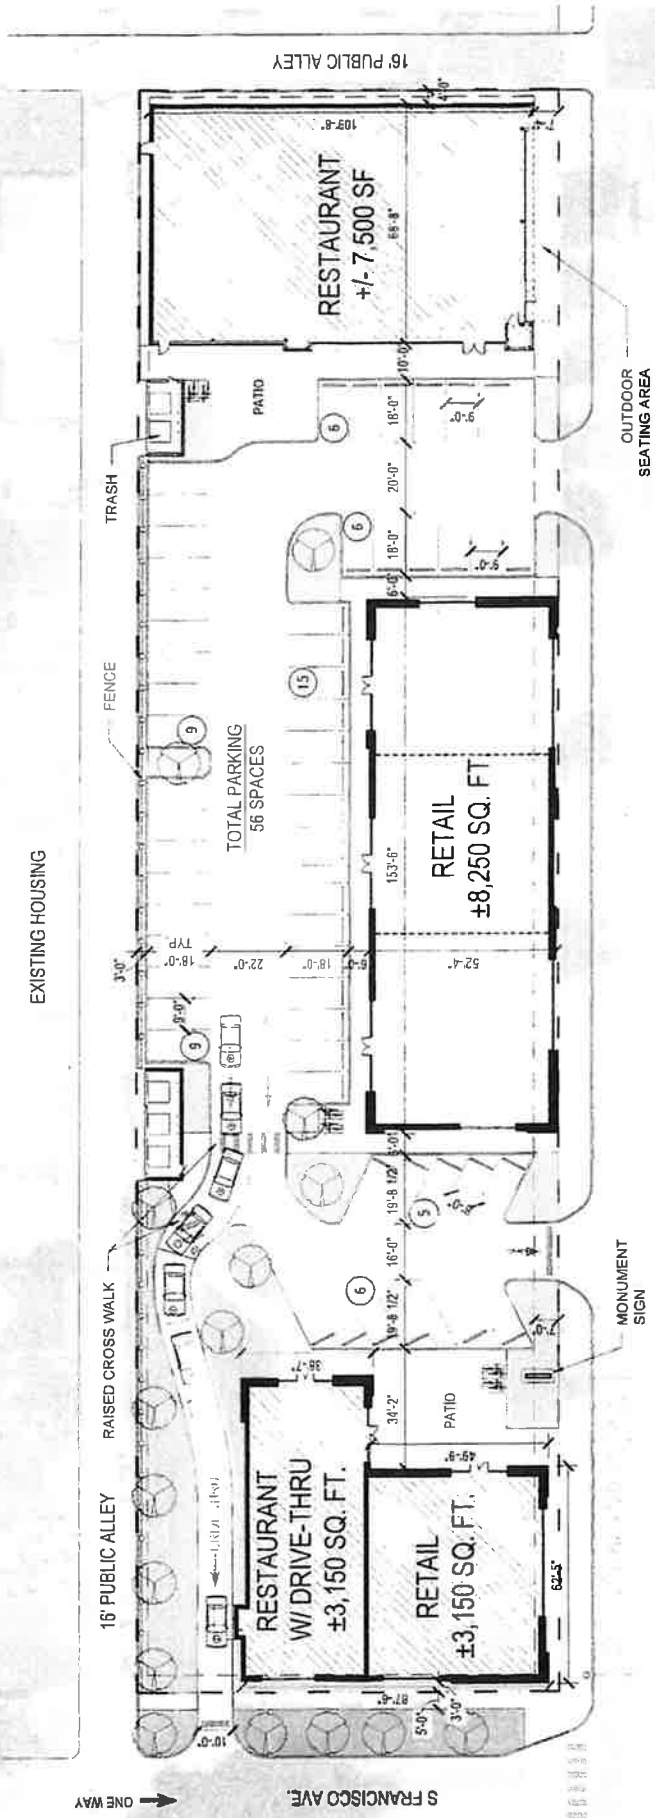 16' PUBLIC ALLEY
4'-0"
109'-8"
RESTAURANT
+/- 7,500 SF
68'-8"
10'-0"
PATIO
TRASH
OUTDOOR
SEATING AREA
6
18'-0"
9'-0"
20'-0"
6
18'-0"
9'-0"
6'-0"
FENCE
9
15
TOTAL PARKING
56 SPACES
EXISTING HOUSING
RETAIL
±8,250 SQ. FT
153'-6"
52'-4"
3'-0"
TYP
18'-0"
22'-0"
18'-0"
6'-0"
9'-0"
9
19'-8 1/2"
5
16'-0"
6
19'-8 1/2"
7'-0"
MONUMENT
SIGN
RAISED CROSS WALK
16' PUBLIC ALLEY
38'-7"
34'-2"
PATIO
49'-9"
RESTAURANT
W/ DRIVE-THRU
±3,150 SQ. FT.
RETAIL
±3,150 SQ. FT.
62'-5"
87'-6"
5'-0"
3'-0"
10'-0"
S FRANCISCO AVE.
ONE WAY